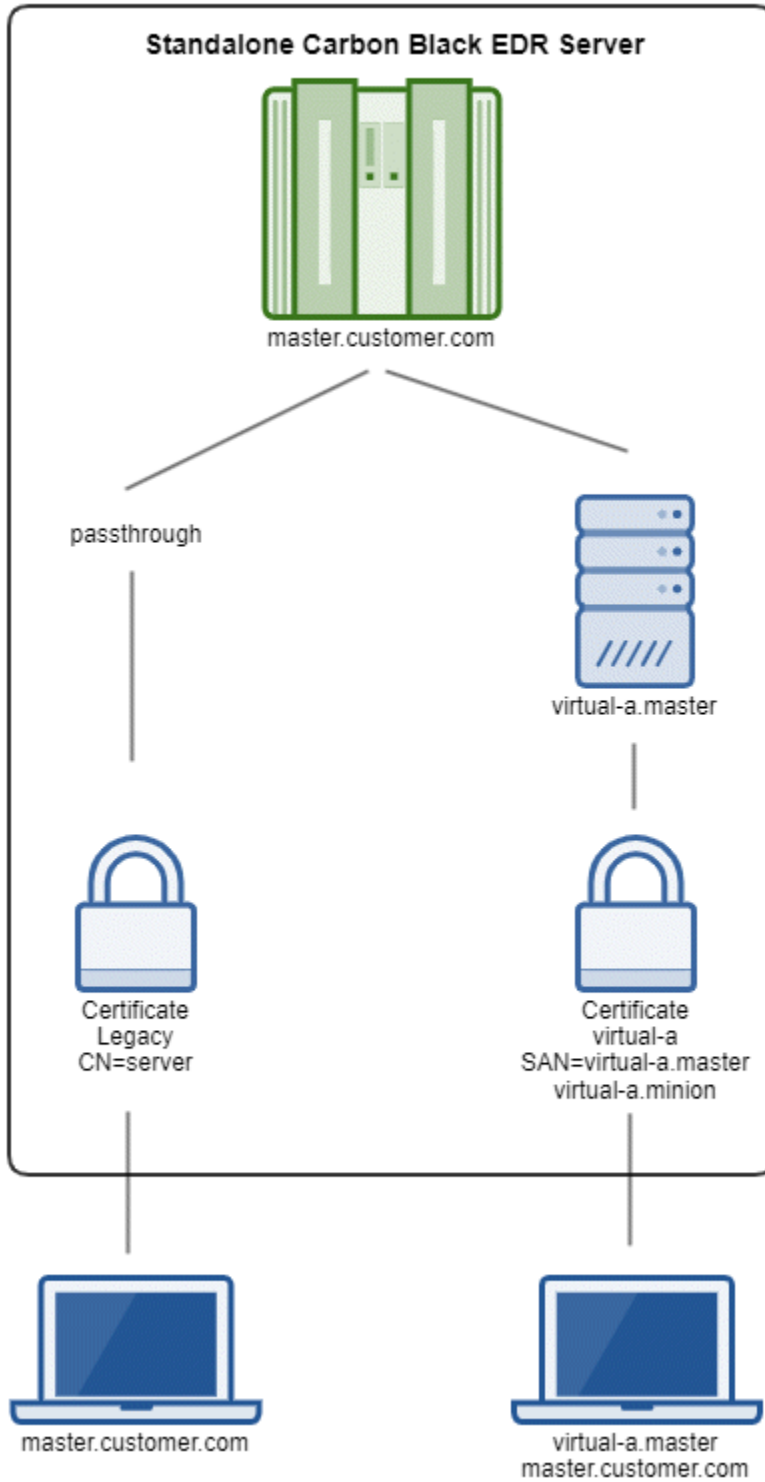 Standalone Carbon Black EDR Server
master.customer.com
passthrough
virtual-a.master
Certificate
Legacy
CN=server
Certificate
virtual-a
SAN=virtual-a.master
virtual-a.minion
master.customer.com
virtual-a.master
master.customer.com